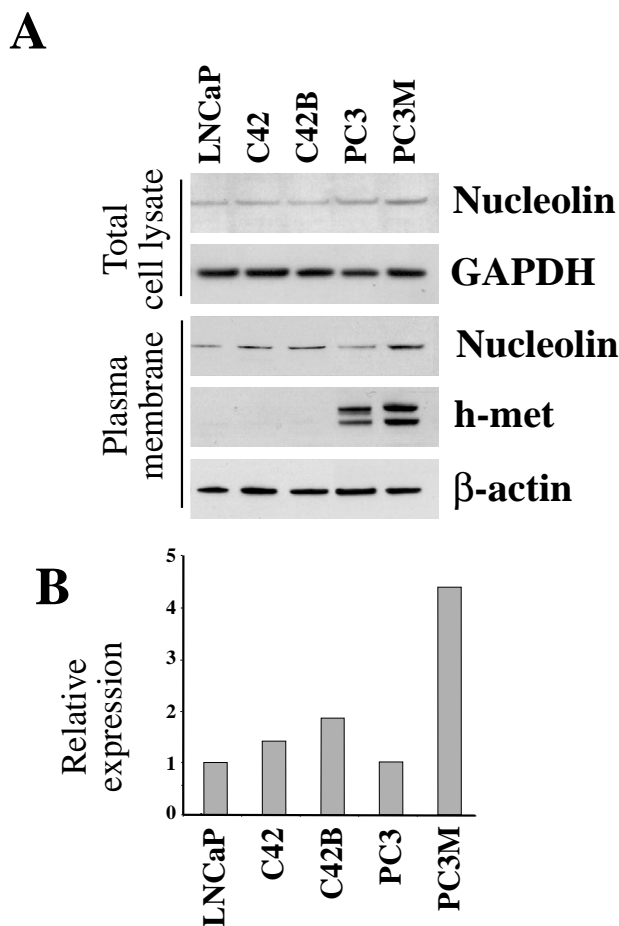 A
LNCaP
C42
C42B
PC3
PC3M
Total
cell lysate
Nucleolin
GAPDH
Plasma
membrane
Nucleolin
h-met
β-actin
B
Relative
expression
5
4
3
2
1
0
LNCaP
C42
C42B
PC3
PC3M